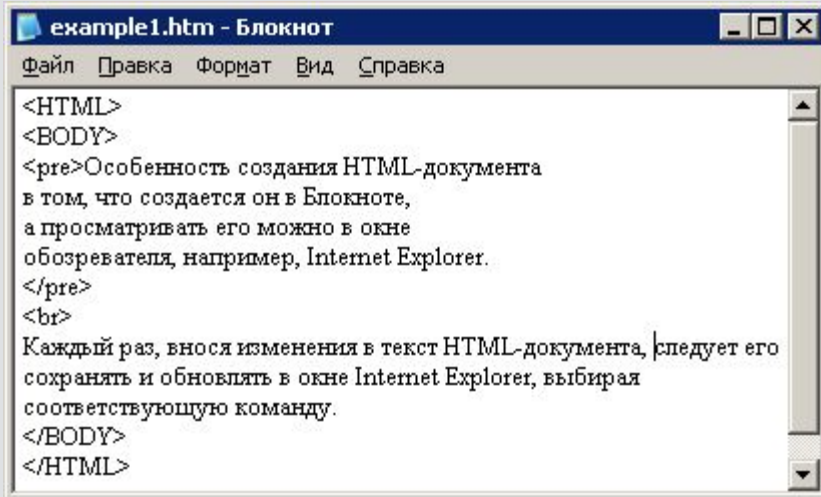 example1.htm - Блокнот
Файл Правка Формат Вид Справка
<HTML>
<BODY>
<pre>Особенность создания HTML-документа
в том, что создается он в Блокноте,
а просматривать его можно в окне
обозревателя, например, Internet Explorer.
</pre>
<br>
Каждый раз, внося изменения в текст HTML-документа, следует его
сохранять и обновлять в окне Internet Explorer, выбирая
соответствующую команду.
</BODY>
</HTML>